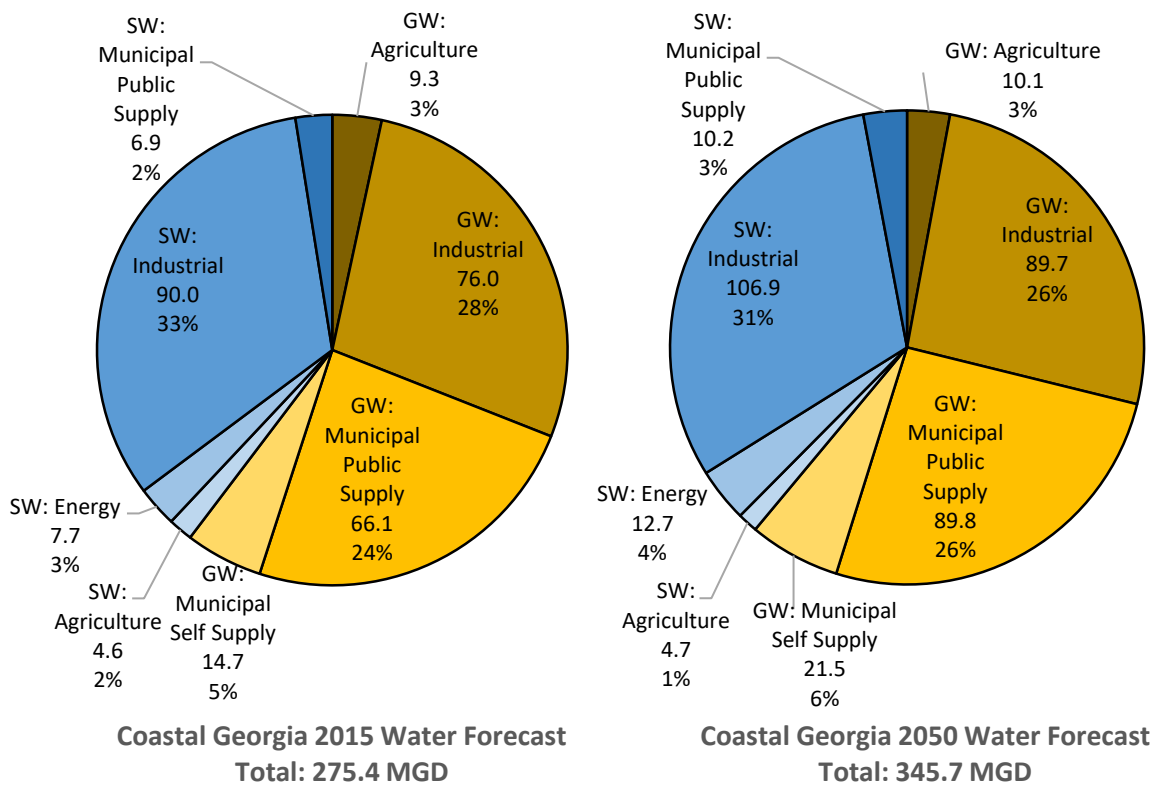 SW:
Municipal
Public
Supply
6.9
2%
GW:
Agriculture
9.3
3%
GW:
Industrial
76.0
28%
SW:
Industrial
90.0
33%
GW:
Municipal
Public
Supply
66.1
24%
SW: Energy
7.7
3%
SW:
Agriculture
4.6
2%
GW:
Municipal
Self Supply
14.7
5%
Coastal Georgia 2015 Water Forecast
Total: 275.4 MGD
SW:
Municipal
Public
Supply
10.2
3%
GW: Agriculture
10.1
3%
GW:
Industrial
89.7
26%
SW:
Industrial
106.9
31%
GW:
Municipal
Public
Supply
89.8
26%
SW: Energy
12.7
4%
SW:
Agriculture
4.7
1%
GW: Municipal
Self Supply
21.5
6%
Coastal Georgia 2050 Water Forecast
Total: 345.7 MGD